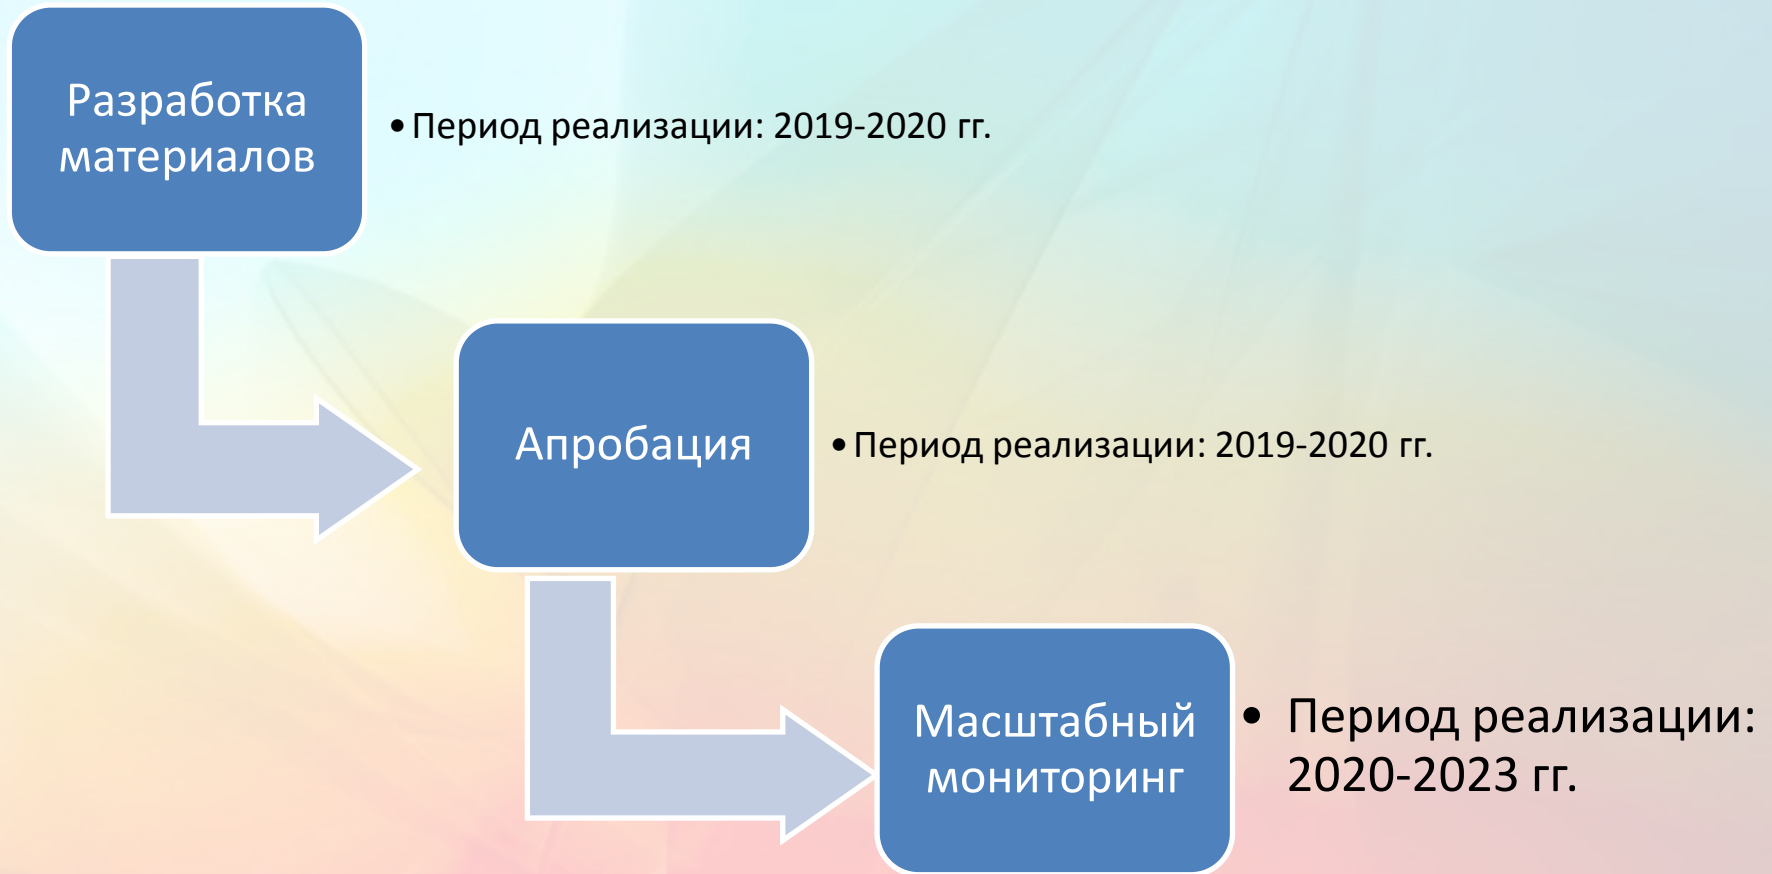 Разработка
материалов
• Период реализации: 2019-2020 гг.
Апробация
• Период реализации: 2019-2020 гг.
Масштабный
мониторинг
• Период реализации:
2020-2023 гг.